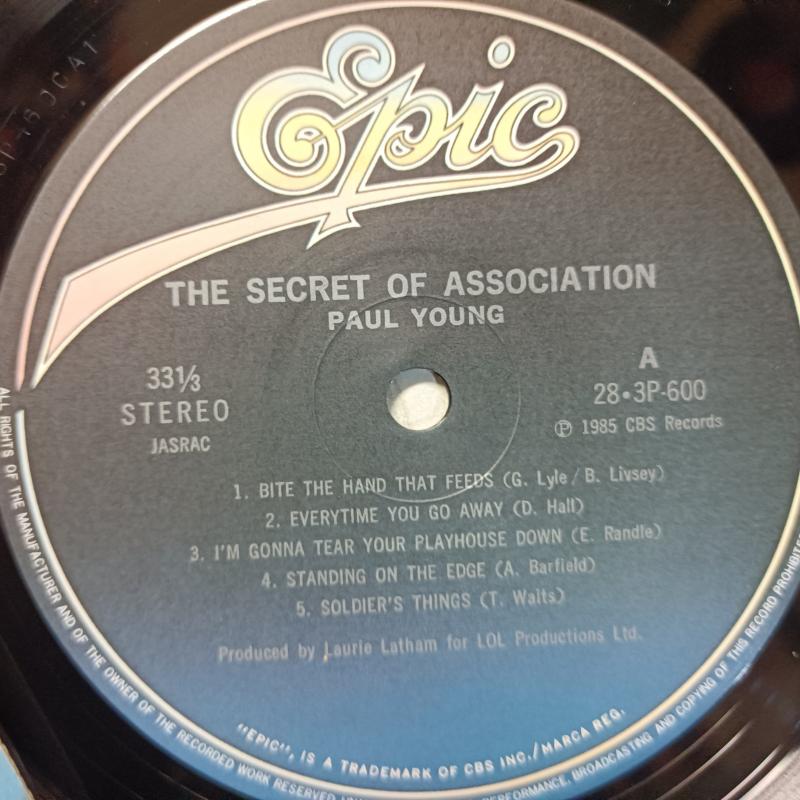 Epic
THE SECRET OF ASSOCIATION
PAUL YOUNG
33⅓
STEREO
JASRAC
A
28•3P-600
Ⓟ 1985 CBS Records
1. BITE THE HAND THAT FEEDS (G. Lyle / B. Livsey)
2. EVERYTIME YOU GO AWAY (D. Hall)
3. I'M GONNA TEAR YOUR PLAYHOUSE DOWN (E. Randle)
4. STANDING ON THE EDGE (A. Barfield)
5. SOLDIER'S THINGS (T. Waits)
Produced by Laurie Latham for LOL Productions Ltd.
"EPIC", IS A TRADEMARK OF CBS INC./MARCA REG.
ALL RIGHTS OF THE MANUFACTURER AND OF THE OWNER OF THE RECORDED WORK RESERVED PERFORMANCE, BROADCASTING AND COPYING OF THIS RECORD PROHIBITED